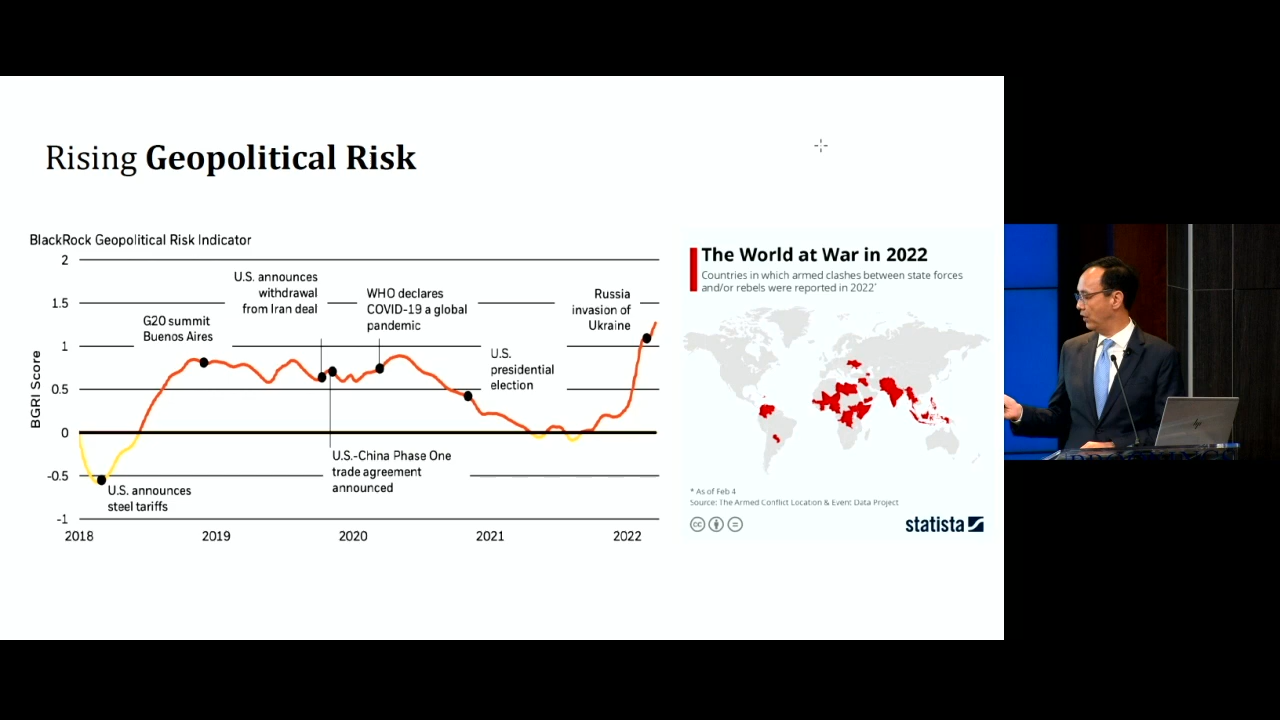 Rising Geopolitical Risk
BlackRock Geopolitical Risk Indicator
BGRI Score
2
1.5
1
0.5
0
-0.5
-1
2018
2019
2020
2021
2022
U.S. announces
steel tariffs
G20 summit
Buenos Aires
U.S. announces
withdrawal
from Iran deal
U.S.-China Phase One
trade agreement
announced
WHO declares
COVID-19 a global
pandemic
U.S.
presidential
election
Russia
invasion of
Ukraine
The World at War in 2022
Countries in which armed clashes between state forces
and/or rebels were reported in 2022*
* As of Feb 4
Source: The Armed Conflict Location & Event Data Project
cc
statista
hp